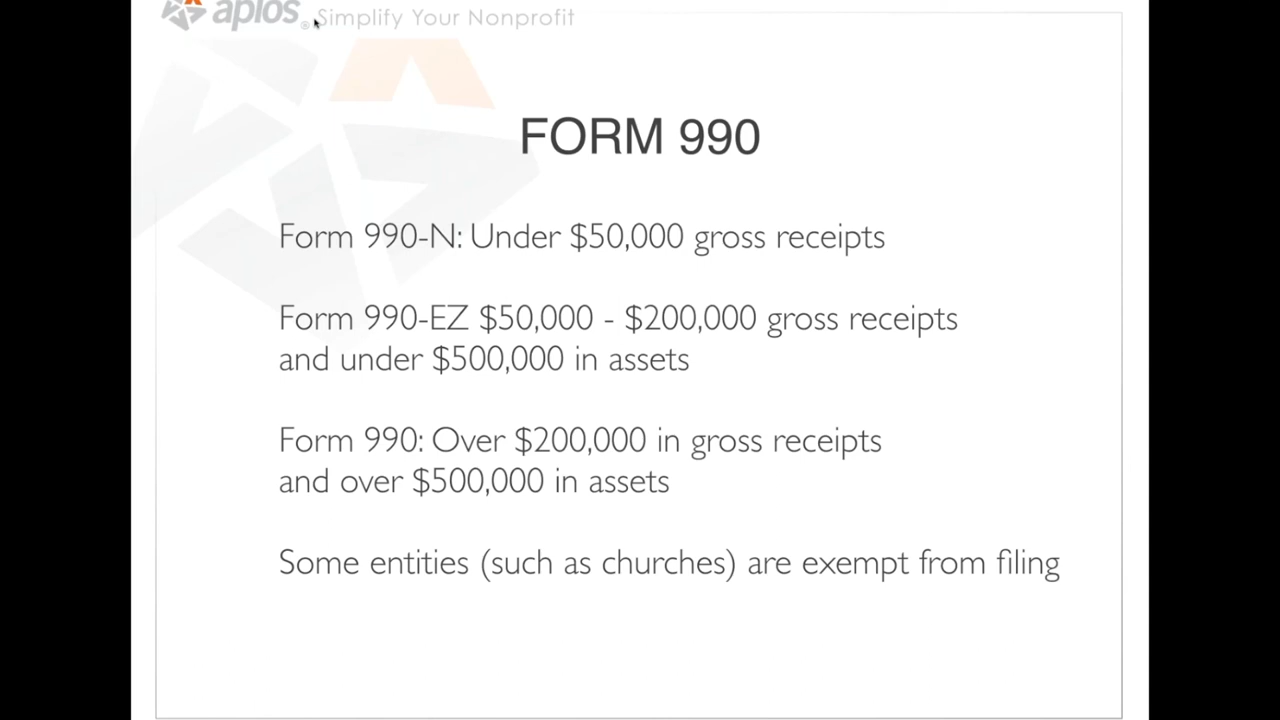 aplos® Simplify Your Nonprofit
FORM 990
Form 990-N: Under $50,000 gross receipts
Form 990-EZ $50,000 - $200,000 gross receipts
and under $500,000 in assets
Form 990: Over $200,000 in gross receipts
and over $500,000 in assets
Some entities (such as churches) are exempt from filing